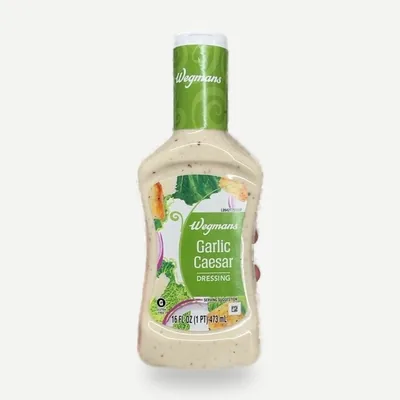 Wegmans
Wegmans
Garlic
Caesar
DRESSING
SERVING SUGGESTION
16 FL OZ (1 PT) 473 mL